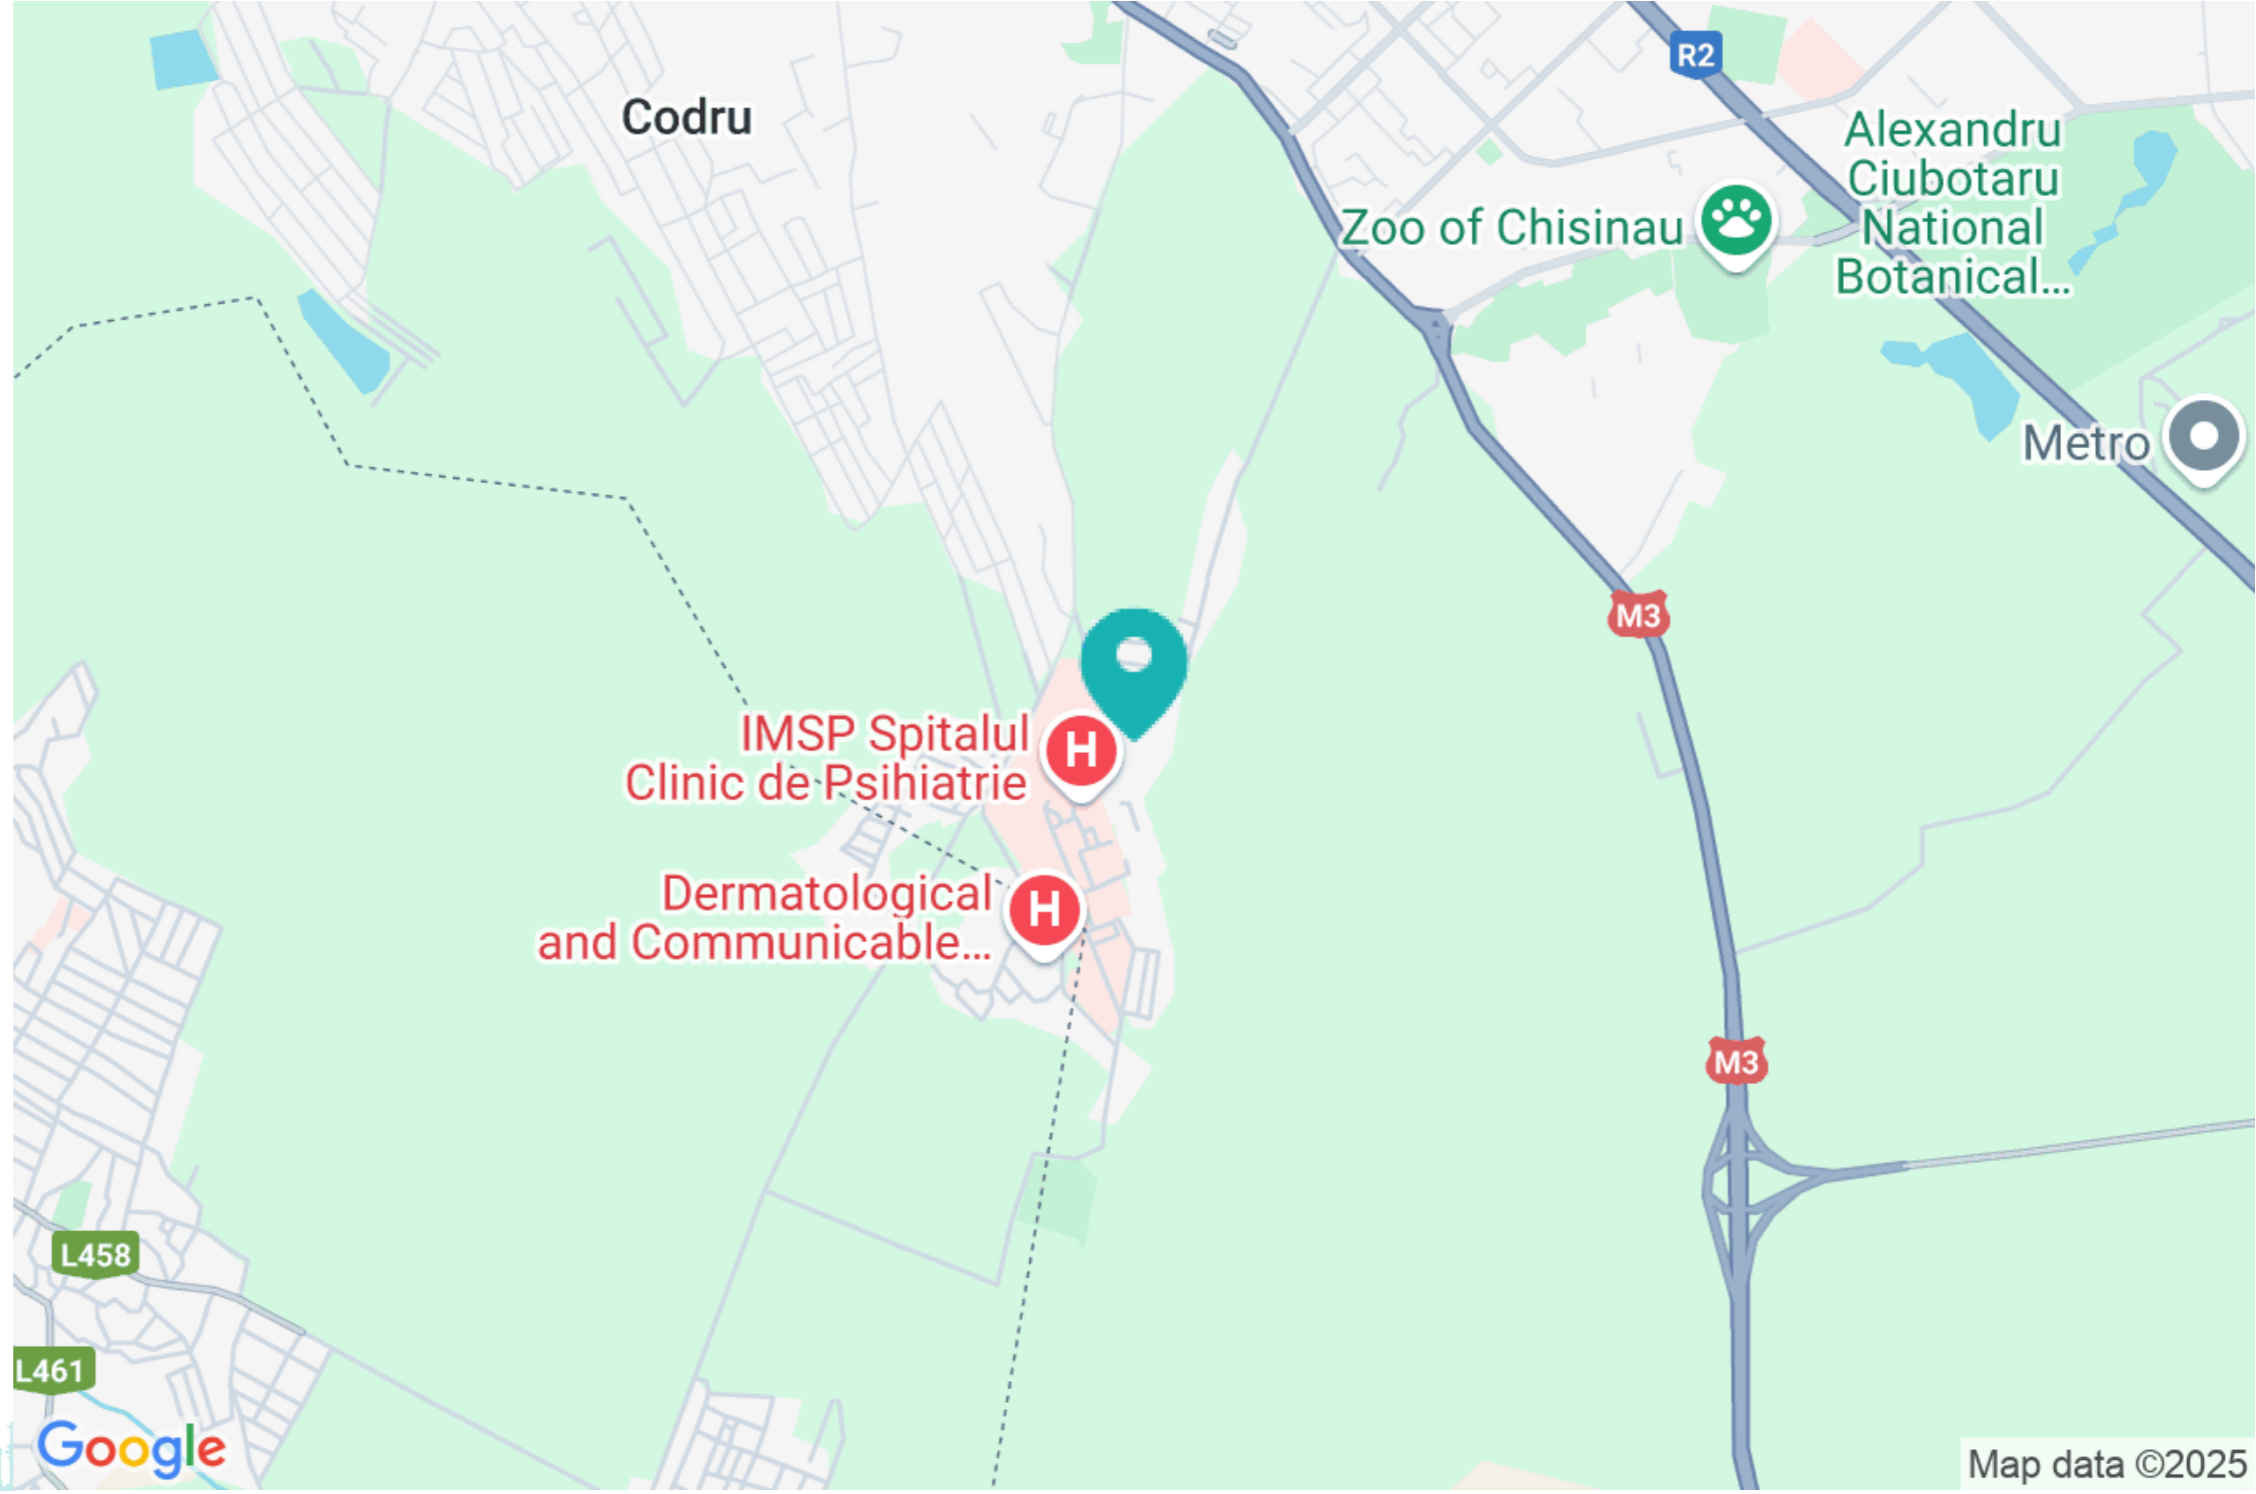 Codru
R2
Alexandru
Ciubotaru
National
Botanical...
Zoo of Chisinau
Metro
M3
IMSP Spitalul
Clinic de Psihiatrie
H
Dermatological
and Communicable...
H
M3
L458
L461
Google
Map data ©2025